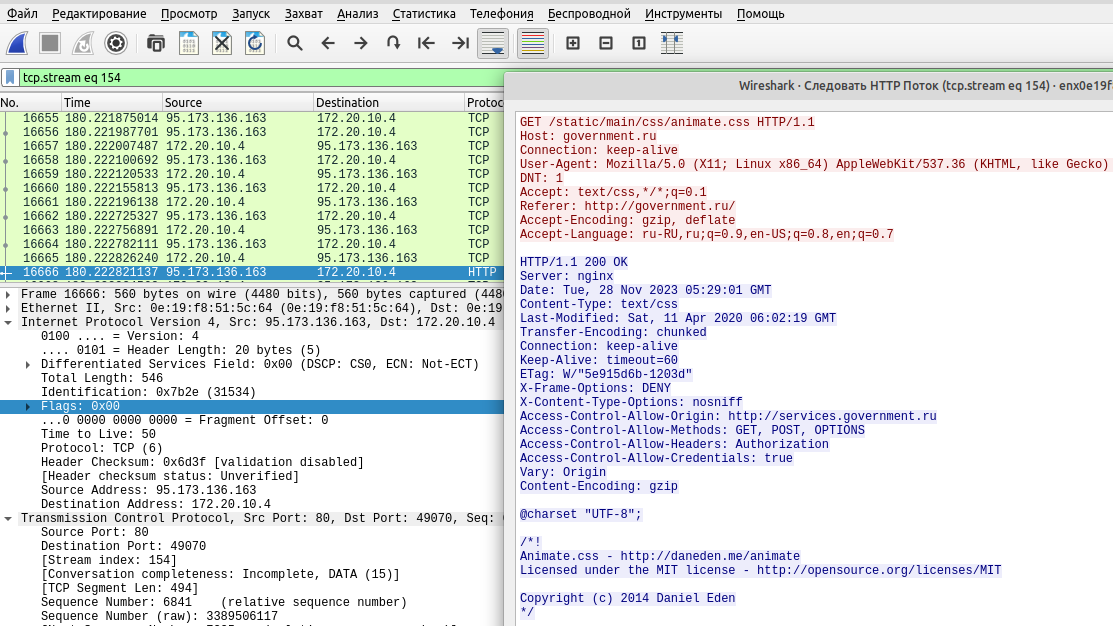 Файл Редактирование Просмотр Запуск Захват Анализ Статистика Телефония Беспроводной Инструменты Помощь
tcp.stream eq 154
No. Time Source Destination Protoc
16655 180.221875014 95.173.136.163 172.20.10.4 TCP
16656 180.221987701 95.173.136.163 172.20.10.4 TCP
16657 180.222007487 172.20.10.4 95.173.136.163 TCP
16658 180.222100692 95.173.136.163 172.20.10.4 TCP
16659 180.222120533 172.20.10.4 95.173.136.163 TCP
16660 180.222155813 95.173.136.163 172.20.10.4 TCP
16661 180.222196138 172.20.10.4 95.173.136.163 TCP
16662 180.222725327 95.173.136.163 172.20.10.4 TCP
16663 180.222756891 172.20.10.4 95.173.136.163 TCP
16664 180.222782111 95.173.136.163 172.20.10.4 TCP
16665 180.222826240 172.20.10.4 95.173.136.163 TCP
16666 180.222821137 95.173.136.163 172.20.10.4 HTTP
Frame 16666: 560 bytes on wire (4480 bits), 560 bytes captured (448
Ethernet II, Src: 0e:19:f8:51:5c:64 (0e:19:f8:51:5c:64), Dst: 0e:19
Internet Protocol Version 4, Src: 95.173.136.163, Dst: 172.20.10.4
0100 .... = Version: 4
.... 0101 = Header Length: 20 bytes (5)
Differentiated Services Field: 0x00 (DSCP: CS0, ECN: Not-ECT)
Total Length: 546
Identification: 0x7b2e (31534)
Flags: 0x00
...0 0000 0000 0000 = Fragment Offset: 0
Time to Live: 50
Protocol: TCP (6)
Header Checksum: 0x6d3f [validation disabled]
[Header checksum status: Unverified]
Source Address: 95.173.136.163
Destination Address: 172.20.10.4
Transmission Control Protocol, Src Port: 80, Dst Port: 49070, Seq:
Source Port: 80
Destination Port: 49070
[Stream index: 154]
[Conversation completeness: Incomplete, DATA (15)]
[TCP Segment Len: 494]
Sequence Number: 6841 (relative sequence number)
Sequence Number (raw): 3389506117
Wireshark · Следовать HTTP Поток (tcp.stream eq 154) · enx0e19f
GET /static/main/css/animate.css HTTP/1.1
Host: government.ru
Connection: keep-alive
User-Agent: Mozilla/5.0 (X11; Linux x86_64) AppleWebKit/537.36 (KHTML, like Gecko)
DNT: 1
Accept: text/css,*/*;q=0.1
Referer: http://government.ru/
Accept-Encoding: gzip, deflate
Accept-Language: ru-RU,ru;q=0.9,en-US;q=0.8,en;q=0.7
HTTP/1.1 200 OK
Server: nginx
Date: Tue, 28 Nov 2023 05:29:01 GMT
Content-Type: text/css
Last-Modified: Sat, 11 Apr 2020 06:02:19 GMT
Transfer-Encoding: chunked
Connection: keep-alive
Keep-Alive: timeout=60
ETag: W/"5e915d6b-1203d"
X-Frame-Options: DENY
X-Content-Type-Options: nosniff
Access-Control-Allow-Origin: http://services.government.ru
Access-Control-Allow-Methods: GET, POST, OPTIONS
Access-Control-Allow-Headers: Authorization
Access-Control-Allow-Credentials: true
Vary: Origin
Content-Encoding: gzip
@charset "UTF-8";
/*!
Animate.css - http://daneden.me/animate
Licensed under the MIT license - http://opensource.org/licenses/MIT
Copyright (c) 2014 Daniel Eden
*/